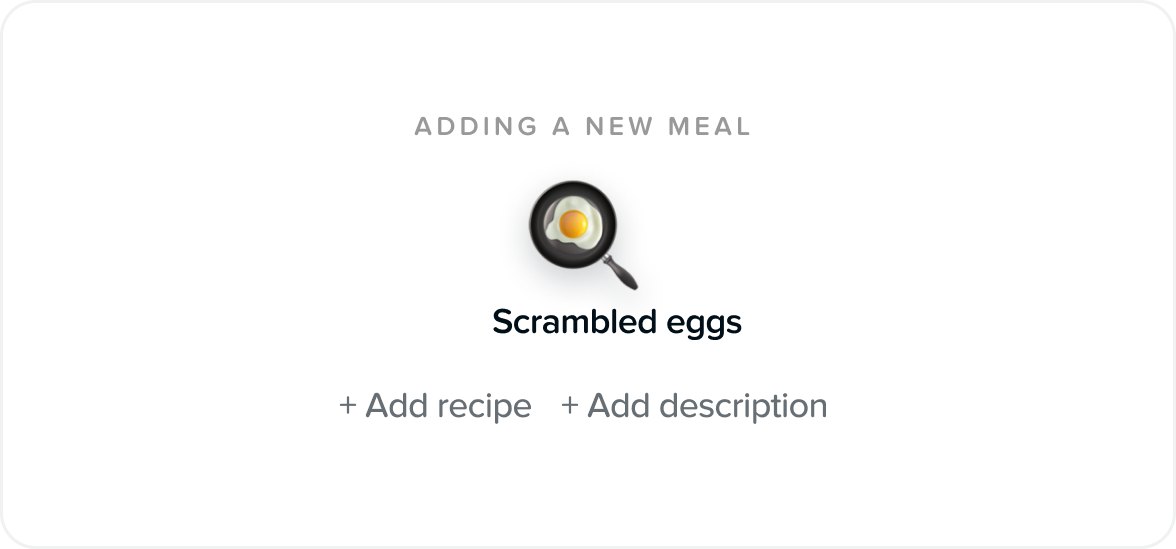 ADDING A NEW MEAL
Scrambled eggs
+ Add recipe + Add description